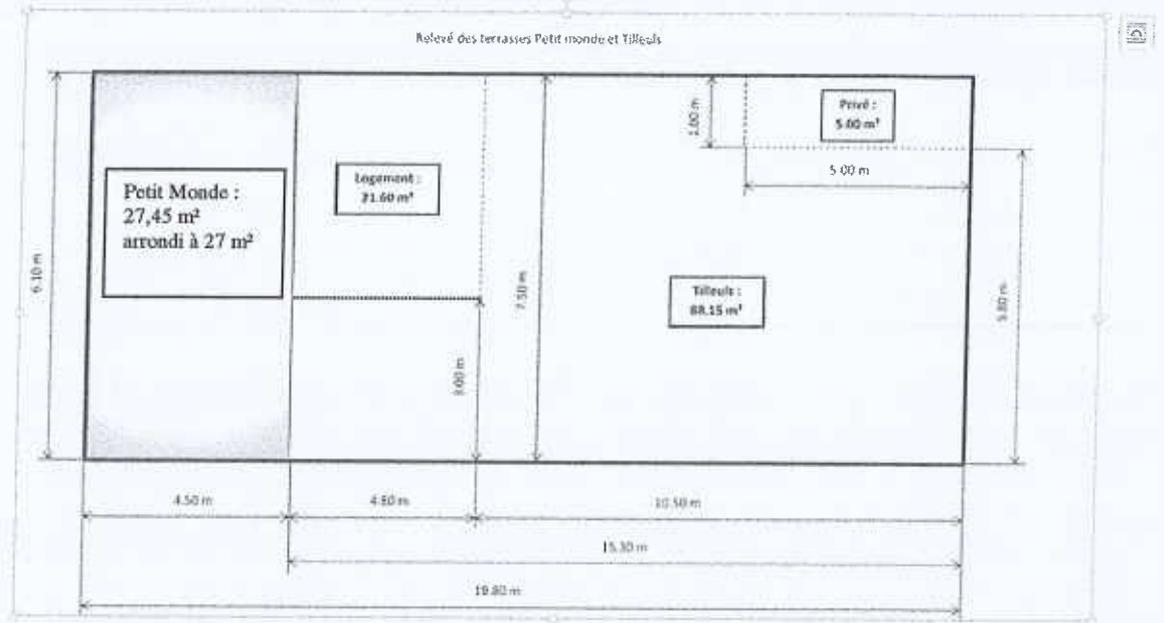 Relevé des terrasses Petit monde et Tilleuls
Privé :
5.00 m²
1.00 m
5.00 m
Logement :
21.60 m²
Petit Monde :
27,45 m²
arrondi à 27 m²
6.10 m
7.50 m
Tilleuls :
88.15 m²
3.00 m
4.50 m
4.80 m
10.50 m
15.30 m
19.80 m